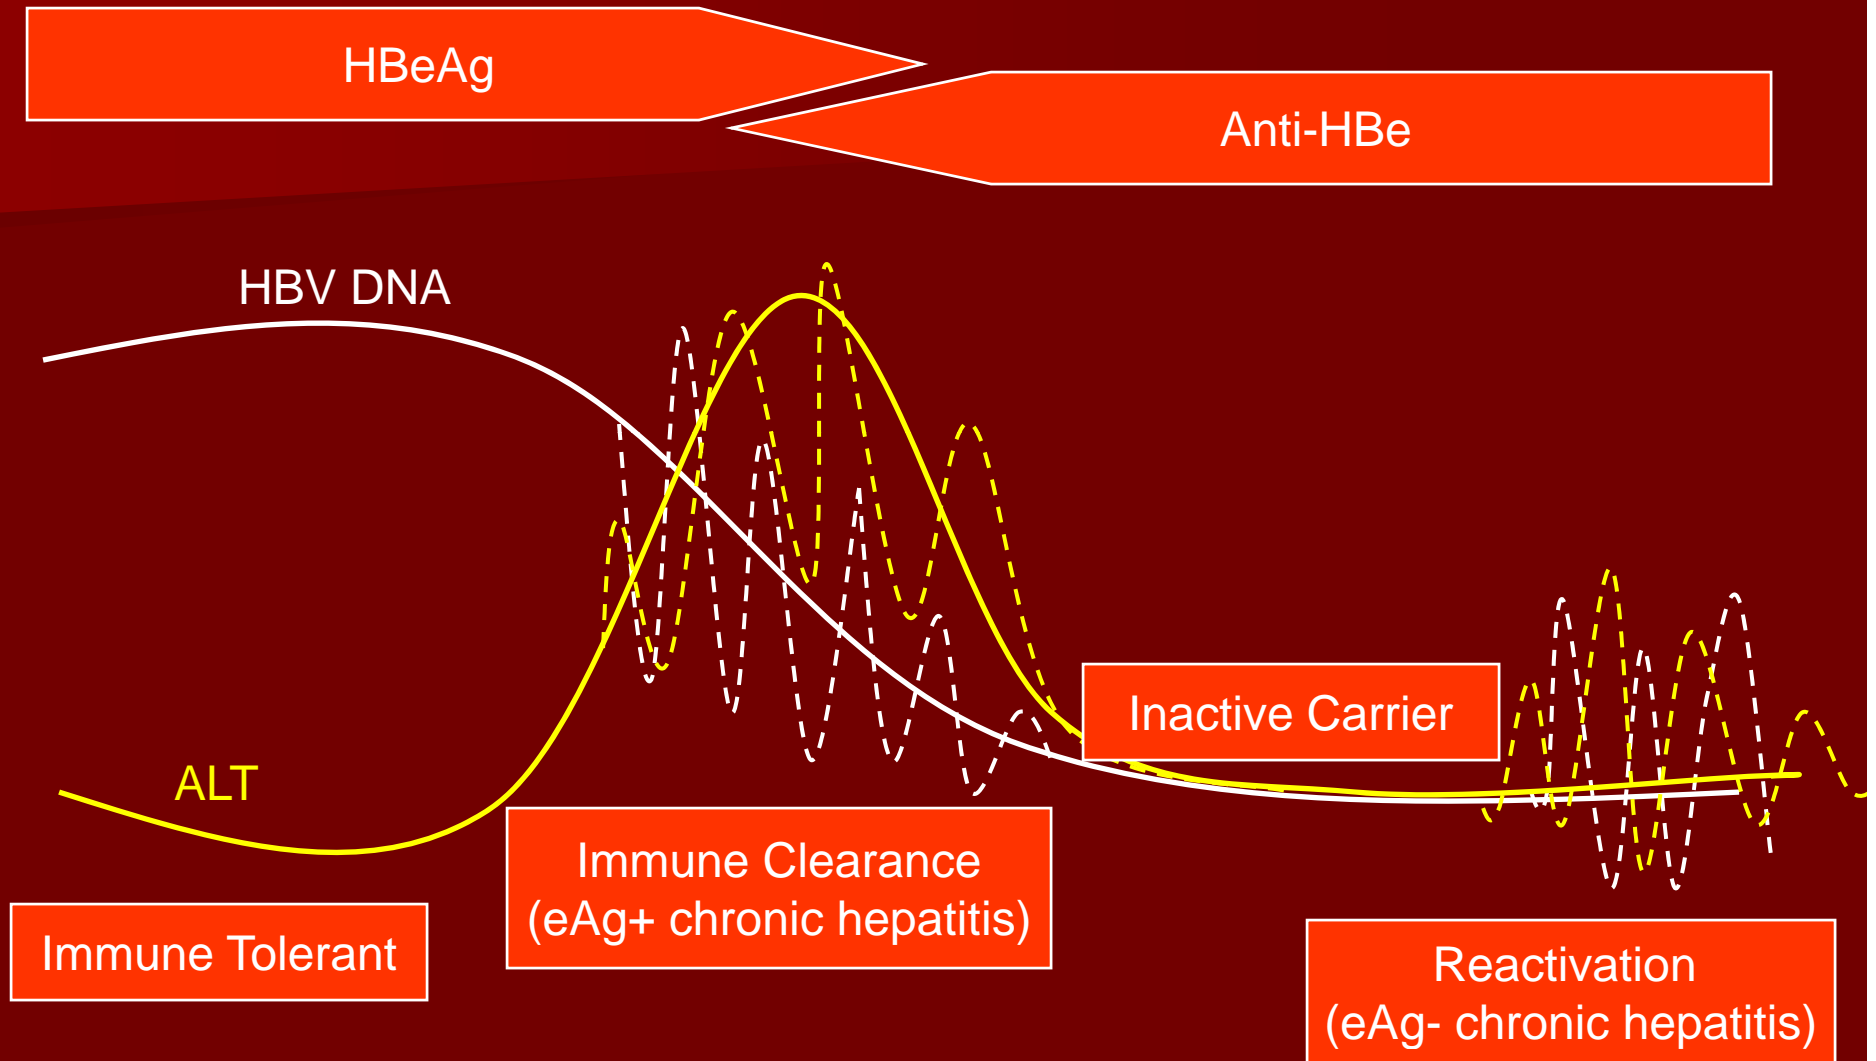 HBeAg
Anti-HBe
HBV DNA
ALT
Inactive Carrier
Immune Clearance
(eAg+ chronic hepatitis)
Immune Tolerant
Reactivation
(eAg- chronic hepatitis)